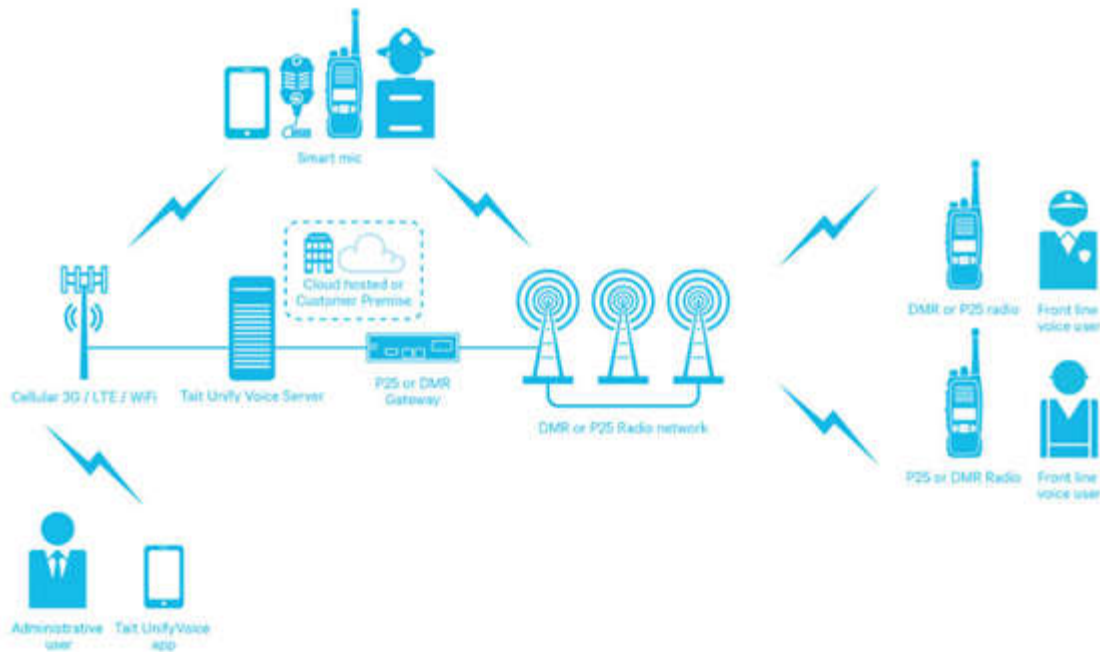 Smart mic
Cloud hosted or
Customer Premise
DMR or P25 radio
Front line
voice user
Cellular 3G / LTE / WiFi
Tait Unify Voice Server
P25 or DMR
Gateway
DMR or P25 Radio network
P25 or DMR Radio
Front line
voice user
Administrative
user
Tait UnifyVoice
app